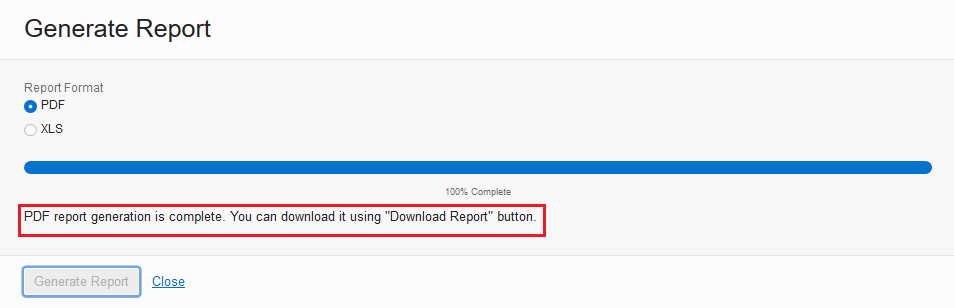 Generate Report
Report Format
PDF
XLS
100% Complete
PDF report generation is complete. You can download it using "Download Report" button.
Generate Report Close